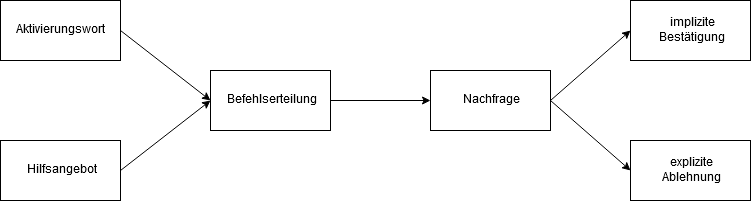 Aktivierungswort
Hilfsangebot
Befehlserteilung
Nachfrage
implizite
Bestätigung
explizite
Ablehnung